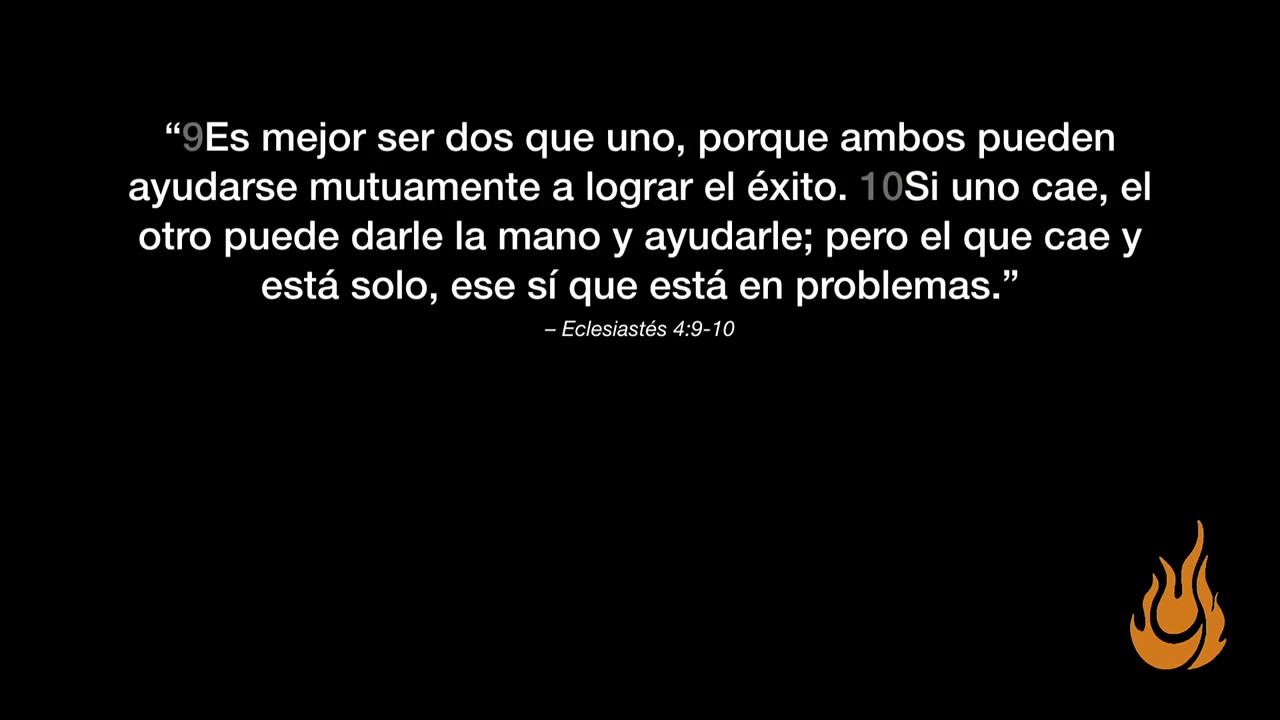 “9Es mejor ser dos que uno, porque ambos pueden
ayudarse mutuamente a lograr el éxito. 10Si uno cae, el
otro puede darle la mano y ayudarle; pero el que cae y
está solo, ese sí que está en problemas.”
– Eclesiastés 4:9-10